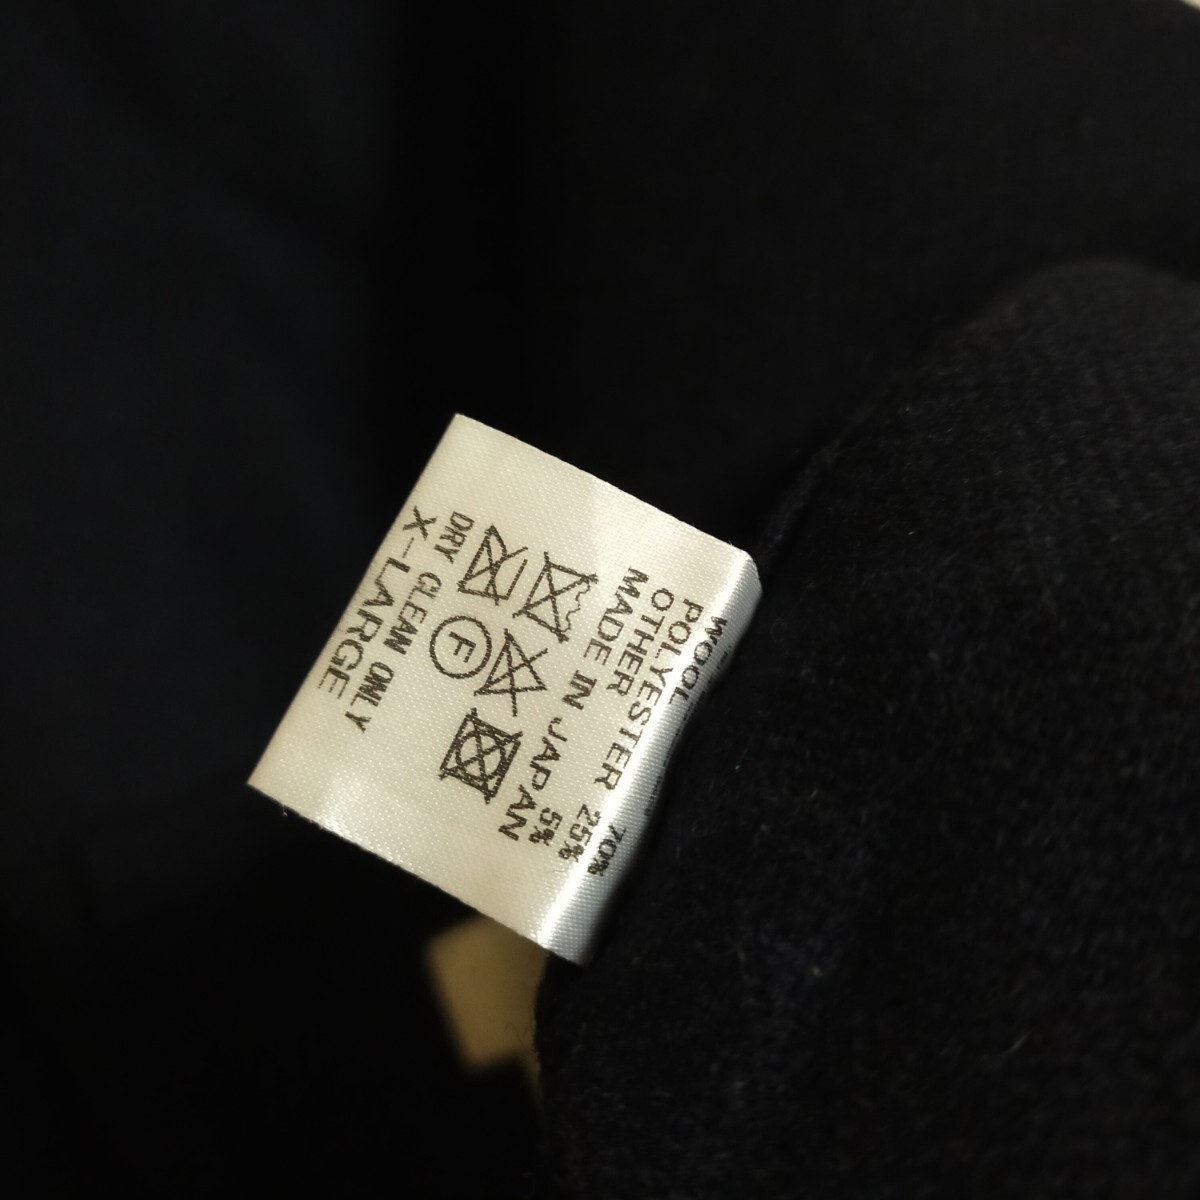 WOOL 70%
POLYESTER 25%
OTHER 5%
MADE IN JAPAN
F
DRY CLEAN ONLY
X-LARGE